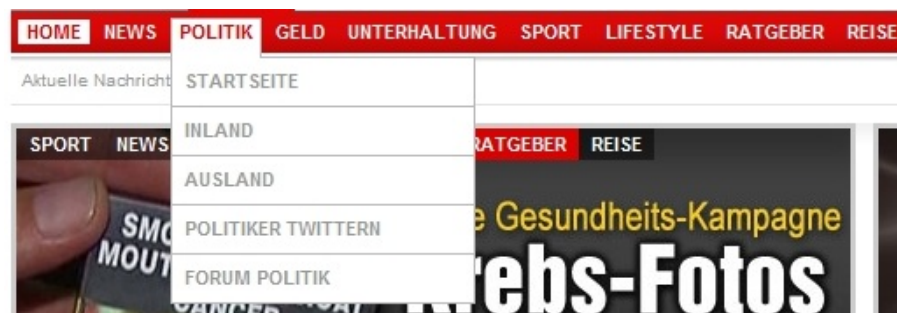 HOME NEWS POLITIK GELD UNTERHALTUNG SPORT LIFESTYLE RATGEBER REISE
Aktuelle Nachricht
STARTSEITE
INLAND
AUSLAND
POLITIKER TWITTERN
FORUM POLITIK
SPORT NEWS RATGEBER REISE
Gesundheits-Kampagne
Krebs-Fotos
CANCER